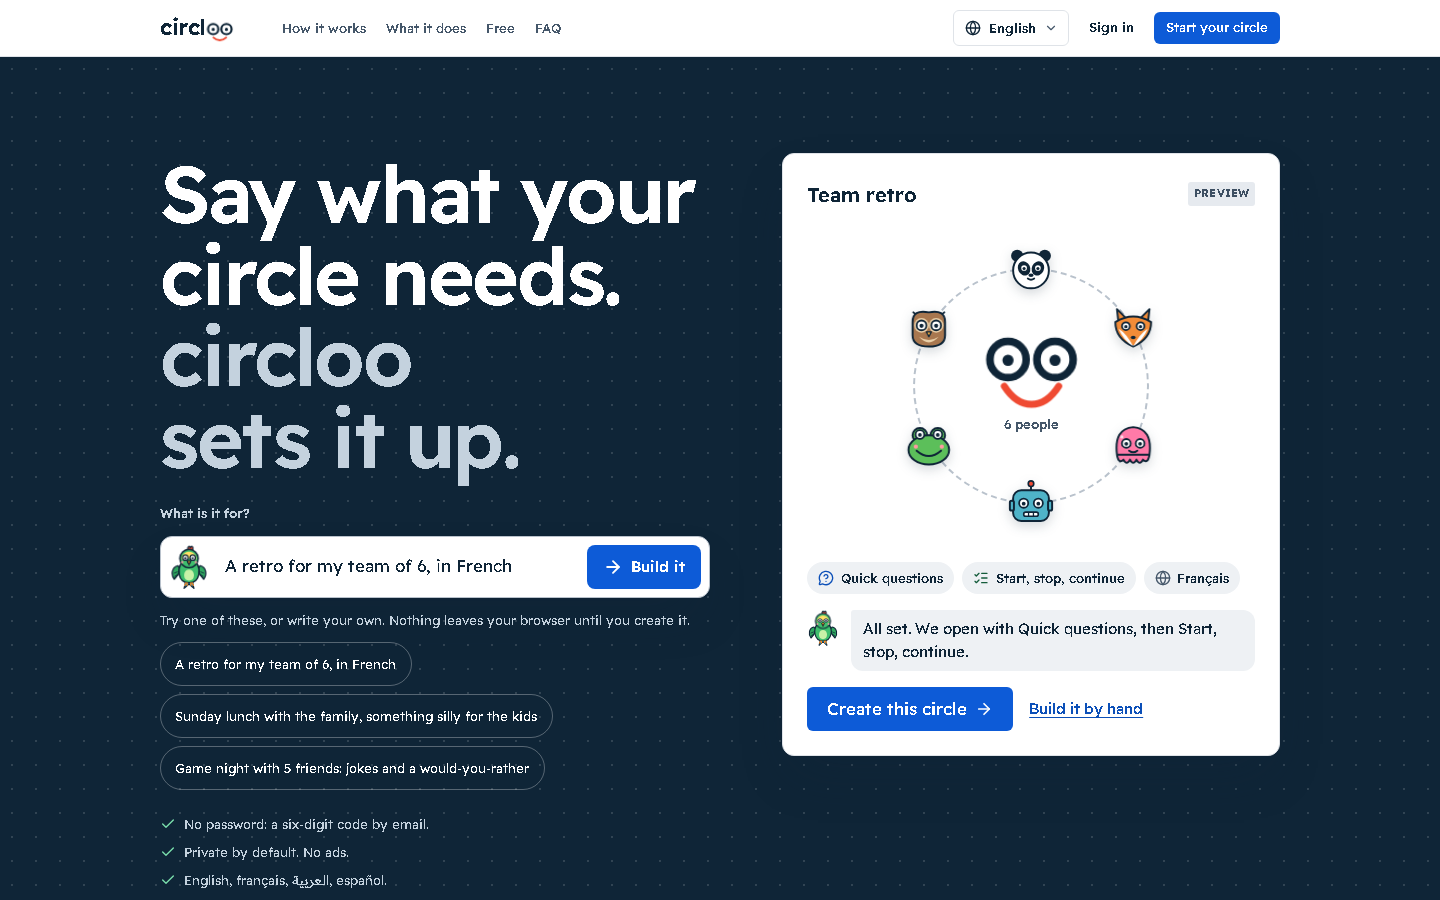 circloo
How it works
What it does
Free
FAQ
English
Sign in
Start your circle
Say what your
circle needs.
circloo
sets it up.
What is it for?
A retro for my team of 6, in French
Build it
Try one of these, or write your own. Nothing leaves your browser until you create it.
A retro for my team of 6, in French
Sunday lunch with the family, something silly for the kids
Game night with 5 friends: jokes and a would-you-rather
No password: a six-digit code by email.
Private by default. No ads.
English, français, العربية, español.
Team retro
PREVIEW
6 people
Quick questions
Start, stop, continue
Français
All set. We open with Quick questions, then Start,
stop, continue.
Create this circle
Build it by hand